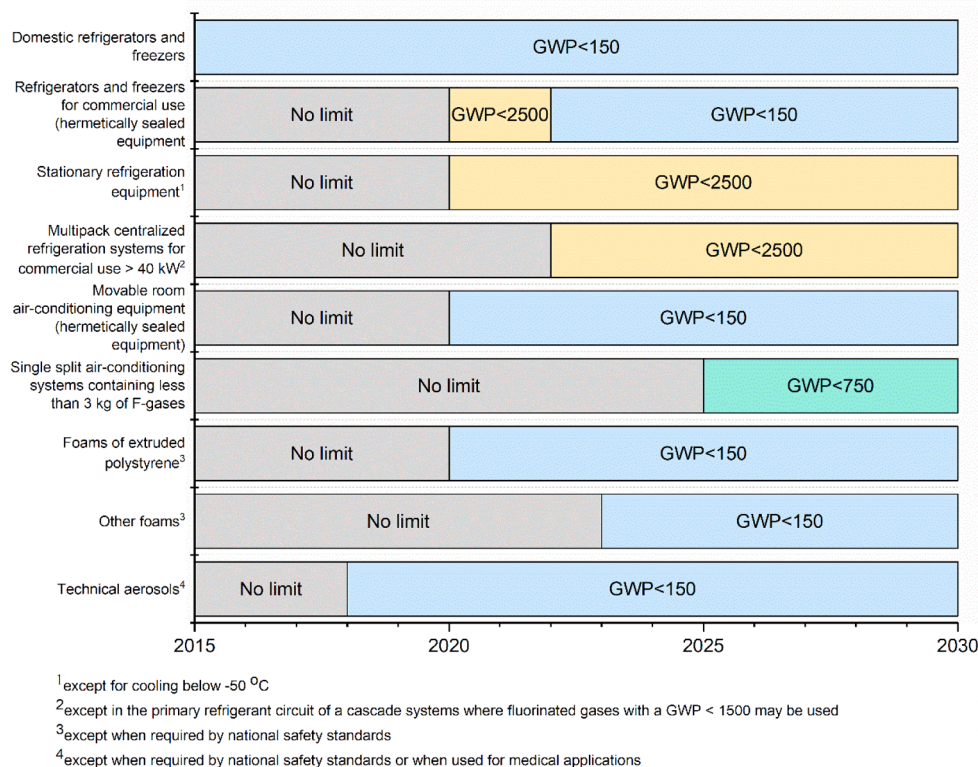 Domestic refrigerators and
freezers
GWP<150
Refrigerators and freezers
for commercial use
(hermetically sealed
equipment
No limit
GWP<2500
GWP<150
Stationary refrigeration
equipment¹
No limit
GWP<2500
Multipack centralized
refrigeration systems for
commercial use > 40 kW²
No limit
GWP<2500
Movable room
air-conditioning equipment
(hermetically sealed
equipment)
No limit
GWP<150
Single split air-conditioning
systems containing less
than 3 kg of F-gases
No limit
GWP<750
Foams of extruded
polystyrene³
No limit
GWP<150
Other foams³
No limit
GWP<150
Technical aerosols⁴
No limit
GWP<150
2015
2020
2025
2030
¹except for cooling below -50 ⁰C
²except in the primary refrigerant circuit of a cascade systems where fluorinated gases with a GWP < 1500 may be used
³except when required by national safety standards
⁴except when required by national safety standards or when used for medical applications